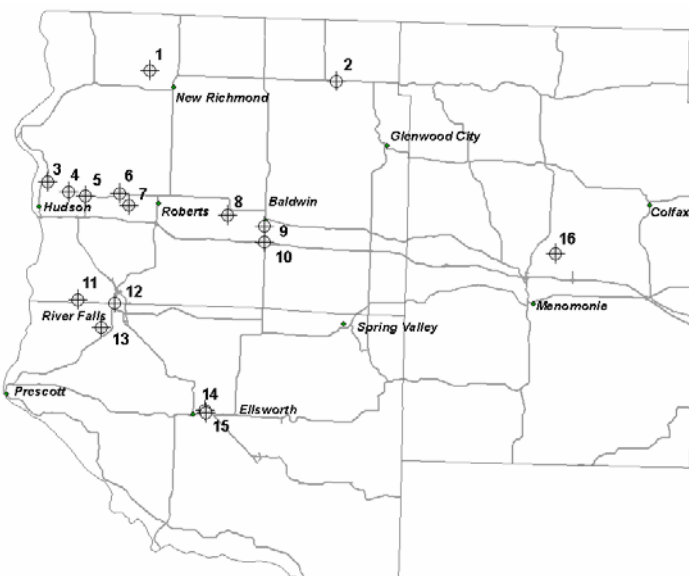 1
2
New Richmond
Glenwood City
3
4
5
6
7
8
Hudson
Roberts
Baldwin
Colfax
9
10
16
11
12
River Falls
13
Spring Valley
Menomonie
Prescott
14
15
Ellsworth